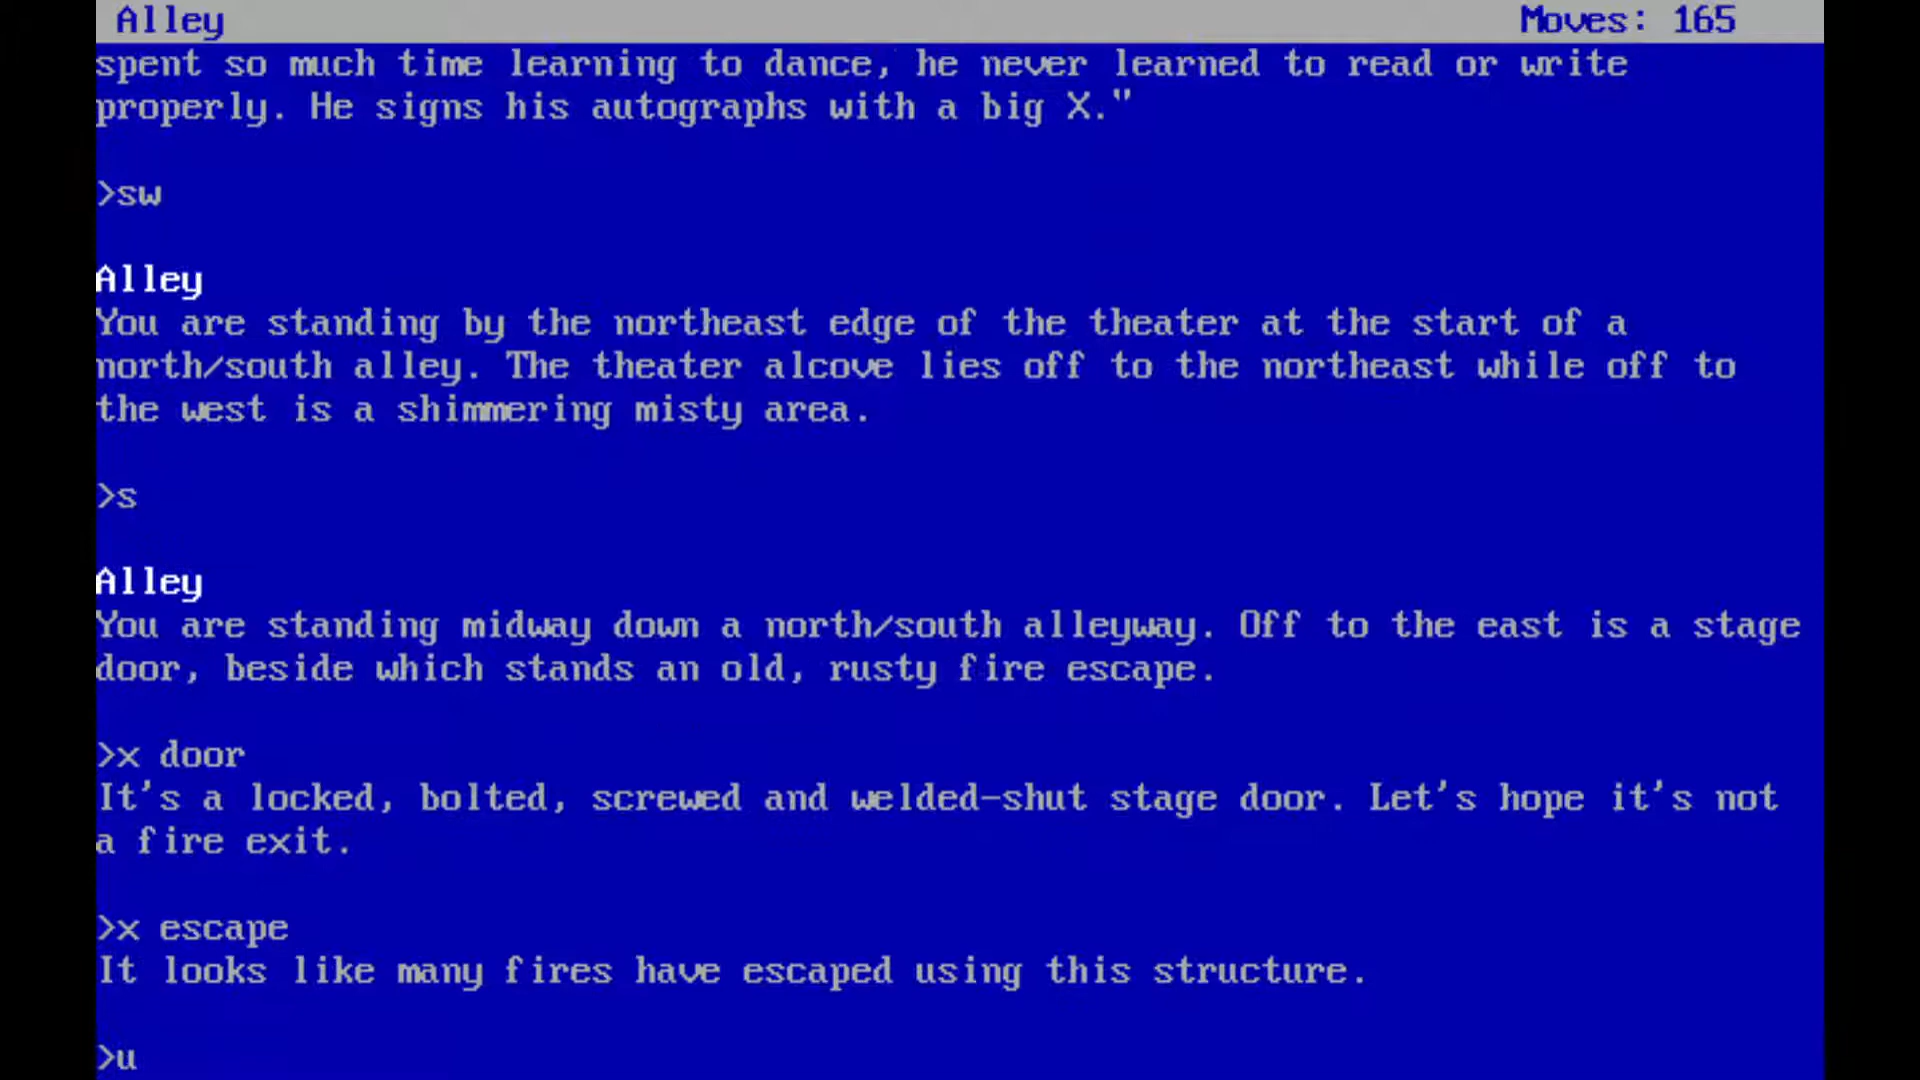 Alley Moves: 165
spent so much time learning to dance, he never learned to read or write
properly. He signs his autographs with a big X."
>sw
Alley
You are standing by the northeast edge of the theater at the start of a
north/south alley. The theater alcove lies off to the northeast while off to
the west is a shimmering misty area.
>s
Alley
You are standing midway down a north/south alleyway. Off to the east is a stage
door, beside which stands an old, rusty fire escape.
>x door
It's a locked, bolted, screwed and welded-shut stage door. Let's hope it's not
a fire exit.
>x escape
It looks like many fires have escaped using this structure.
>u